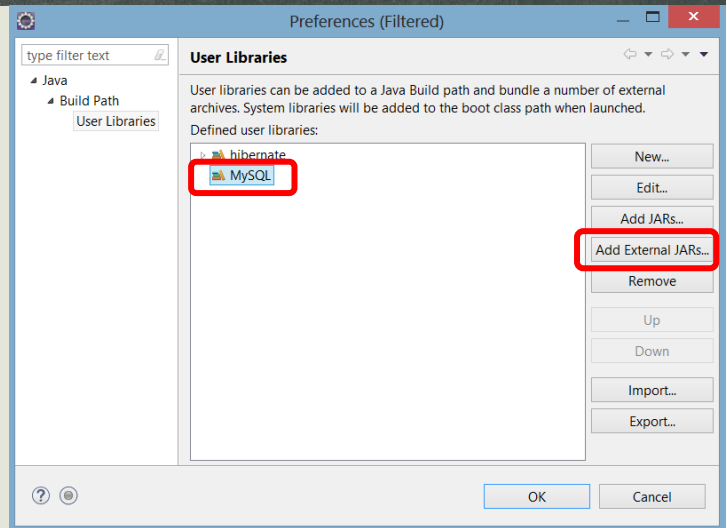 Preferences (Filtered)
type filter text
Java
Build Path
User Libraries
User Libraries
User libraries can be added to a Java Build path and bundle a number of external
archives. System libraries will be added to the boot class path when launched.
Defined user libraries:
hibernate
MySQL
New...
Edit...
Add JARs...
Add External JARs...
Remove
Up
Down
Import...
Export...
OK
Cancel